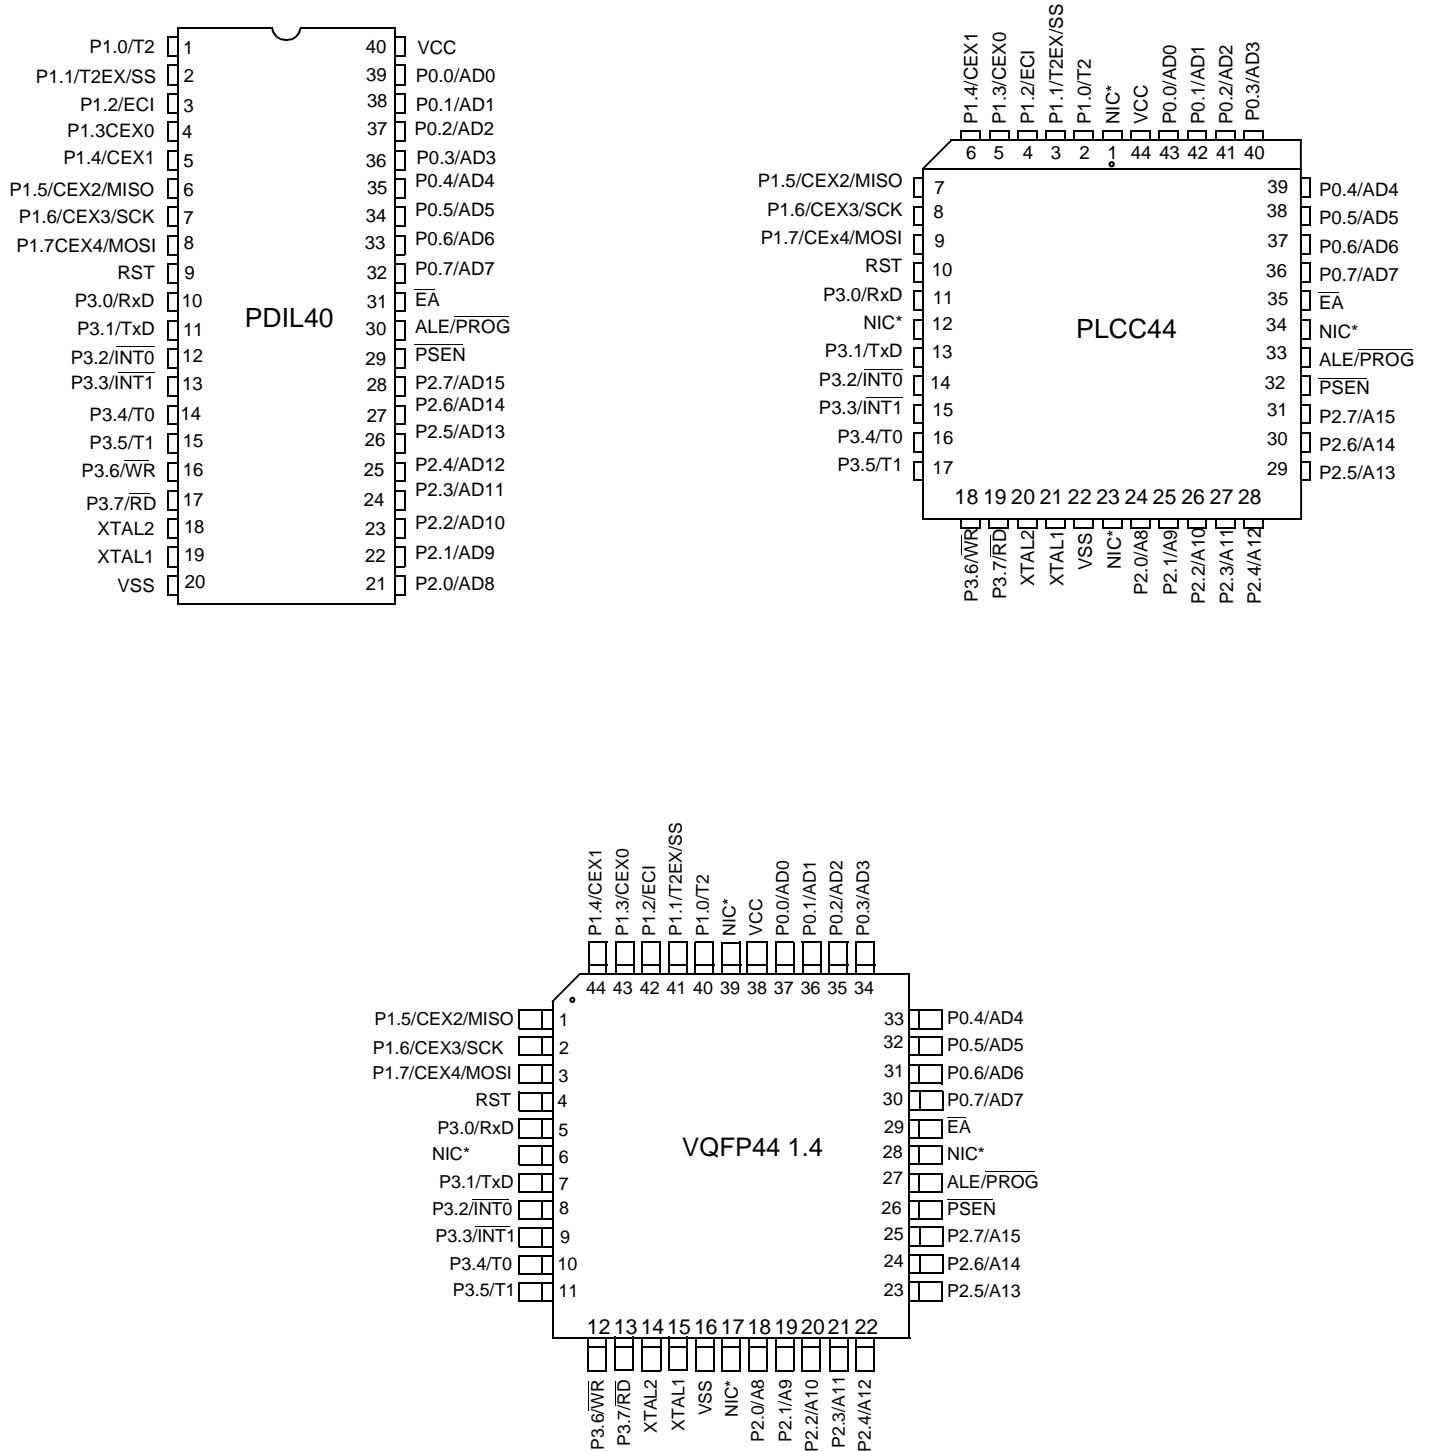 P1.0/T2 1 40 VCC
P1.1/T2EX/SS 2 39 P0.0/AD0
P1.2/ECI 3 38 P0.1/AD1
P1.3CEX0 4 37 P0.2/AD2
P1.4/CEX1 5 36 P0.3/AD3
P1.5/CEX2/MISO 6 35 P0.4/AD4
P1.6/CEX3/SCK 7 34 P0.5/AD5
P1.7CEX4/MOSI 8 33 P0.6/AD6
RST 9 32 P0.7/AD7
P3.0/RxD 10 31 EA
PDIL40
P3.1/TxD 11 30 ALE/PROG
P3.2/INT0 12 29 PSEN
P3.3/INT1 13 28 P2.7/AD15
P3.4/T0 14 27 P2.6/AD14
P3.5/T1 15 26 P2.5/AD13
P3.6/WR 16 25 P2.4/AD12
P3.7/RD 17 24 P2.3/AD11
XTAL2 18 23 P2.2/AD10
XTAL1 19 22 P2.1/AD9
VSS 20 21 P2.0/AD8
P1.4/CEX1
P1.3/CEX0
P1.2/ECI
P1.1/T2EX/SS
P1.0/T2
NIC*
VCC
P0.0/AD0
P0.1/AD1
P0.2/AD2
P0.3/AD3
6 5 4 3 2 1 44 43 42 41 40
P1.5/CEX2/MISO 7 39 P0.4/AD4
P1.6/CEX3/SCK 8 38 P0.5/AD5
P1.7/CEx4/MOSI 9 37 P0.6/AD6
RST 10 36 P0.7/AD7
P3.0/RxD 11 35 EA
NIC* 12 34 NIC*
PLCC44
P3.1/TxD 13 33 ALE/PROG
P3.2/INT0 14 32 PSEN
P3.3/INT1 15 31 P2.7/A15
P3.4/T0 16 30 P2.6/A14
P3.5/T1 17 29 P2.5/A13
18 19 20 21 22 23 24 25 26 27 28
P3.6/WR
P3.7/RD
XTAL2
XTAL1
VSS
NIC*
P2.0/A8
P2.1/A9
P2.2/A10
P2.3/A11
P2.4/A12
P1.4/CEX1
P1.3/CEX0
P1.2/ECI
P1.1/T2EX/SS
P1.0/T2
NIC*
VCC
P0.0/AD0
P0.1/AD1
P0.2/AD2
P0.3/AD3
44 43 42 41 40 39 38 37 36 35 34
P1.5/CEX2/MISO 1 33 P0.4/AD4
P1.6/CEX3/SCK 2 32 P0.5/AD5
P1.7/CEX4/MOSI 3 31 P0.6/AD6
RST 4 30 P0.7/AD7
P3.0/RxD 5 29 EA
NIC* 6 28 NIC*
VQFP44 1.4
P3.1/TxD 7 27 ALE/PROG
P3.2/INT0 8 26 PSEN
P3.3/INT1 9 25 P2.7/A15
P3.4/T0 10 24 P2.6/A14
P3.5/T1 11 23 P2.5/A13
12 13 14 15 16 17 18 19 20 21 22
P3.6/WR
P3.7/RD
XTAL2
XTAL1
VSS
NIC*
P2.0/A8
P2.1/A9
P2.2/A10
P2.3/A11
P2.4/A12